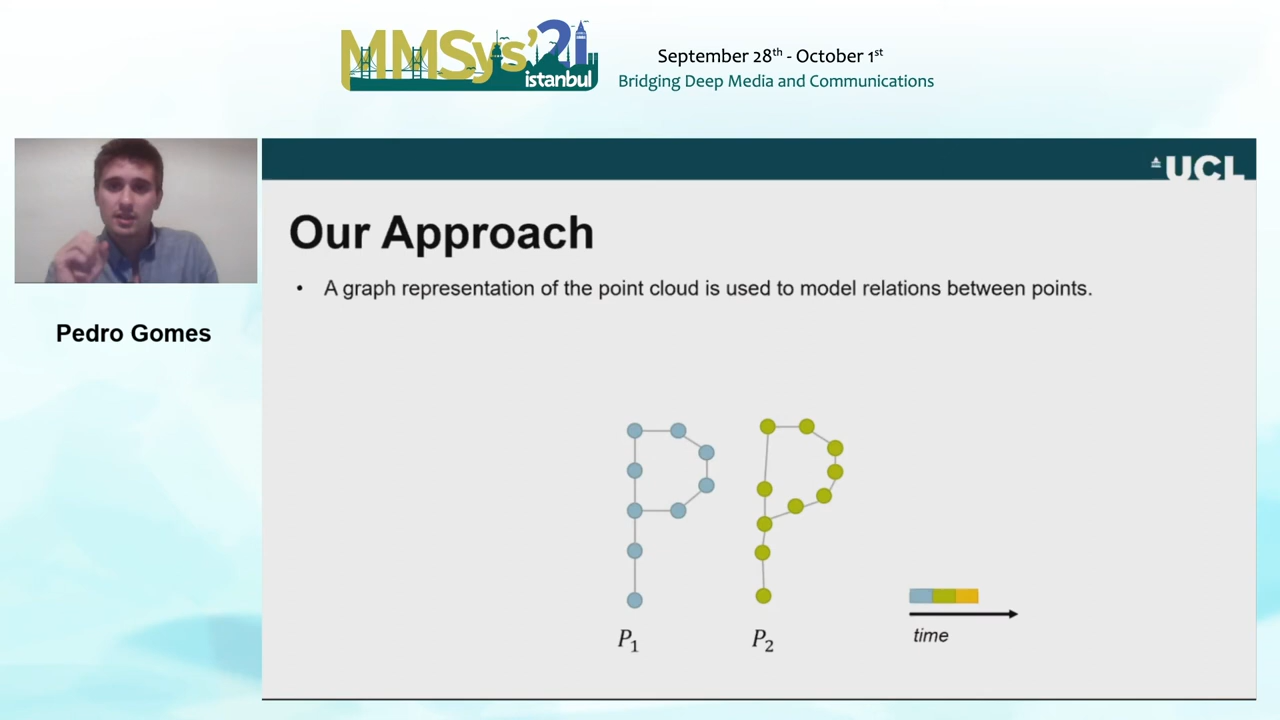 MMSys'21
istanbul
September 28th - October 1st
Bridging Deep Media and Communications
UCL
Our Approach
• A graph representation of the point cloud is used to model relations between points.
Pedro Gomes
P1
P2
time